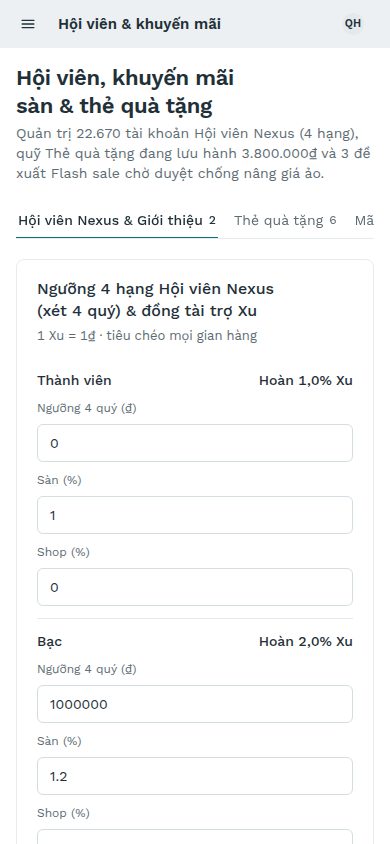 Hội viên & khuyến mãi
QH
Hội viên, khuyến mãi
sàn & thẻ quà tặng
Quản trị 22.670 tài khoản Hội viên Nexus (4 hạng),
quỹ Thẻ quà tặng đang lưu hành 3.800.000₫ và 3 đề
xuất Flash sale chờ duyệt chống nâng giá ảo.
Hội viên Nexus & Giới thiệu 2
Thẻ quà tặng 6
Mã
Ngưỡng 4 hạng Hội viên Nexus
(xét 4 quý) & đồng tài trợ Xu
1 Xu = 1₫ · tiêu chéo mọi gian hàng
Thành viên
Hoàn 1,0% Xu
Ngưỡng 4 quý (₫)
0
Sàn (%)
1
Shop (%)
0
Bạc
Hoàn 2,0% Xu
Ngưỡng 4 quý (₫)
1000000
Sàn (%)
1.2
Shop (%)